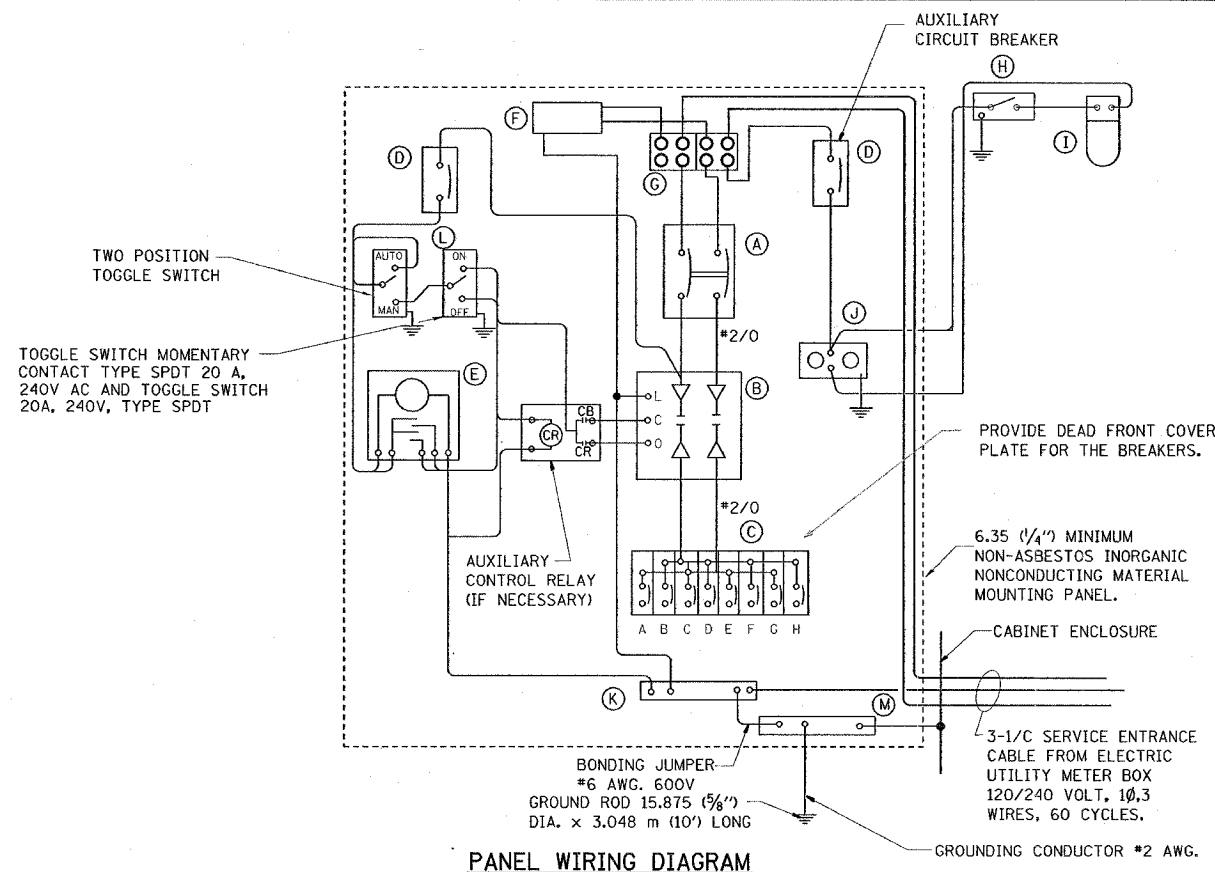 AUXILIARY
CIRCUIT BREAKER
H
F
I
D
D
G
A
L
TWO POSITION
TOGGLE SWITCH
AUTO
MAN
ON
OFF
#2/0
J
TOGGLE SWITCH MOMENTARY
CONTACT TYPE SPDT 20 A,
240V AC AND TOGGLE SWITCH
20A, 240V, TYPE SPDT
E
B
L
C
O
CB
CR
CR
PROVIDE DEAD FRONT COVER
PLATE FOR THE BREAKERS.
#2/0
C
AUXILIARY
CONTROL RELAY
(IF NECESSARY)
6.35 (1/4") MINIMUM
NON-ASBESTOS INORGANIC
NONCONDUCTING MATERIAL
MOUNTING PANEL.
A B C D E F G H
CABINET ENCLOSURE
K
M
3-1/C SERVICE ENTRANCE
CABLE FROM ELECTRIC
UTILITY METER BOX
120/240 VOLT, 1Ø,3
WIRES, 60 CYCLES.
BONDING JUMPER
#6 AWG. 600V
GROUND ROD 15.875 (5/8")
DIA. x 3.048 m (10') LONG
GROUNDING CONDUCTOR #2 AWG.
PANEL WIRING DIAGRAM